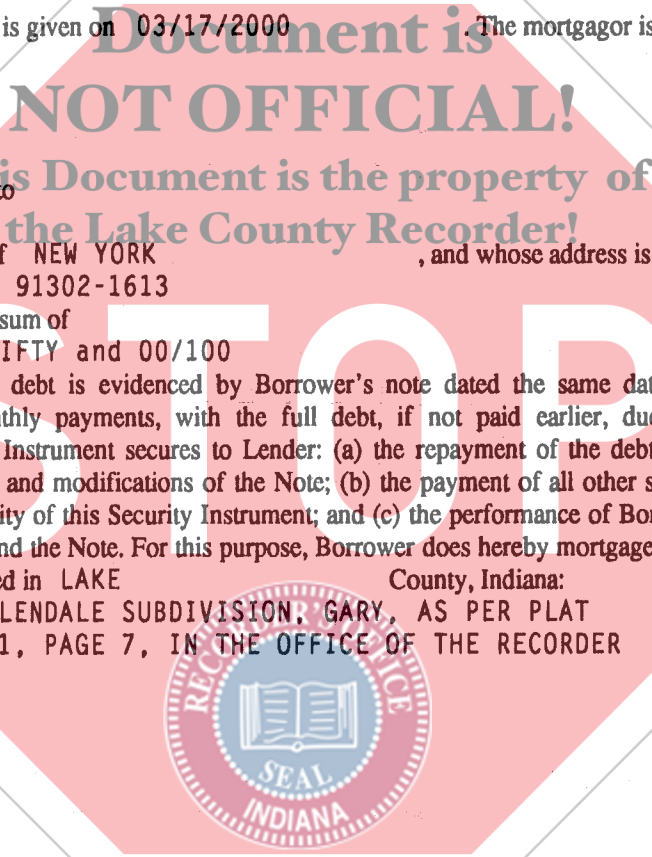 is given on 03/17/2000 . The mortgagor is
Document is
NOT OFFICIAL!
is Document is the property of
to
the Lake County Recorder!
f NEW YORK , and whose address is
91302-1613
sum of
IFTY and 00/100
debt is evidenced by Borrower's note dated the same dat
nthly payments, with the full debt, if not paid earlier, du
Instrument secures to Lender: (a) the repayment of the debt
and modifications of the Note; (b) the payment of all other s
ity of this Security Instrument; and (c) the performance of Bor
nd the Note. For this purpose, Borrower does hereby mortgage
STOP
ed in LAKE County, Indiana:
LENDALE SUBDIVISION, GARY, AS PER PLAT
1, PAGE 7, IN THE OFFICE OF THE RECORDER
RECORDER'S OFFICE
SEAL
INDIANA